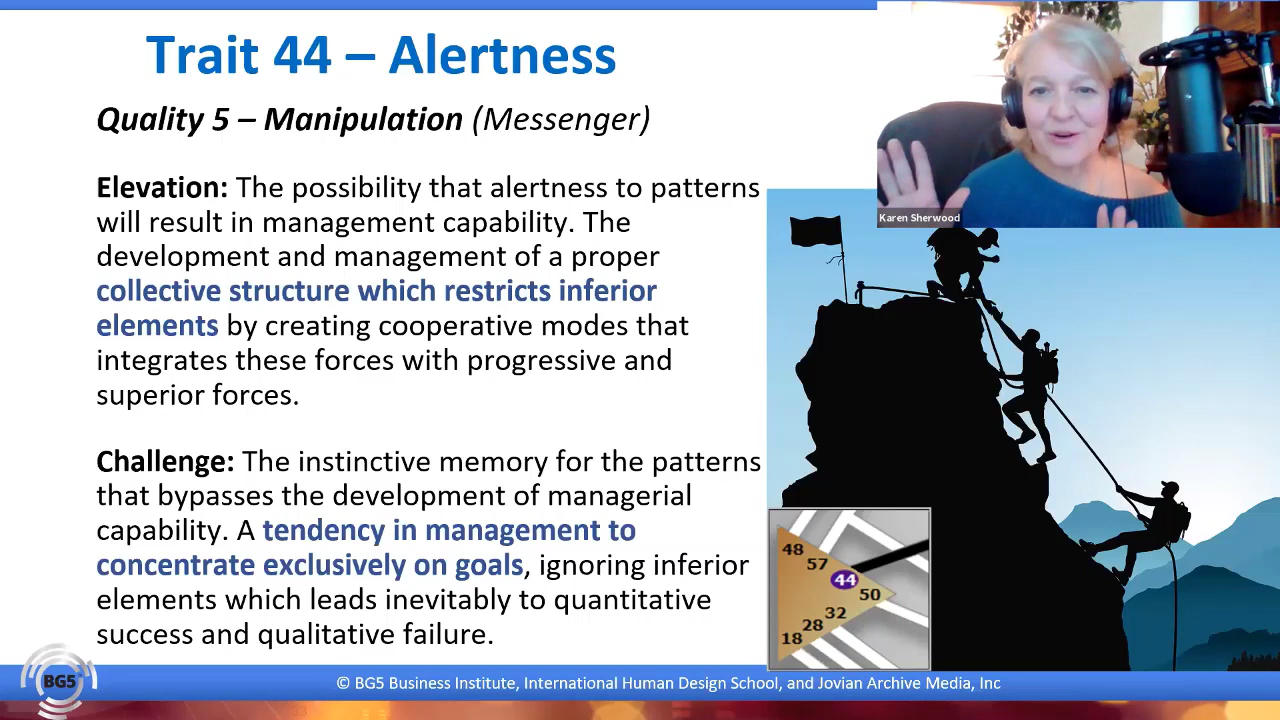 Trait 44 – Alertness
Quality 5 – Manipulation (Messenger)
Elevation: The possibility that alertness to patterns
will result in management capability. The
development and management of a proper
collective structure which restricts inferior
elements by creating cooperative modes that
integrates these forces with progressive and
superior forces.
Challenge: The instinctive memory for the patterns
that bypasses the development of managerial
capability. A tendency in management to
concentrate exclusively on goals, ignoring inferior
elements which leads inevitably to quantitative
success and qualitative failure.
Karen Sherwood
48
57
44
50
32
28
18
BG5
© BG5 Business Institute, International Human Design School, and Jovian Archive Media, Inc